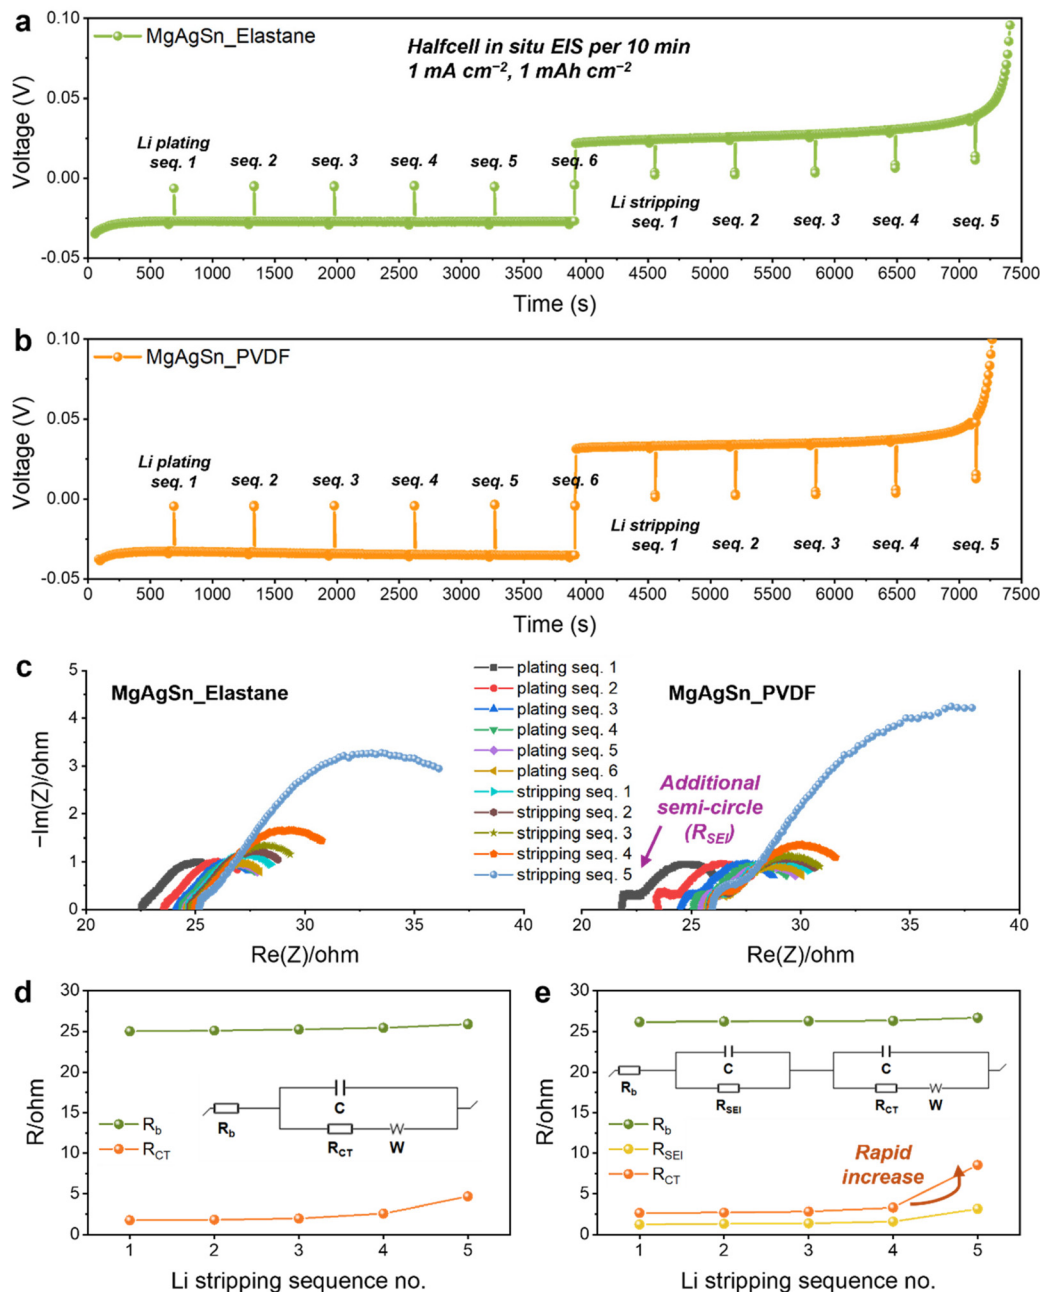 a
MgAgSn_Elastane
Halfcell in situ EIS per 10 min
1 mA cm⁻², 1 mAh cm⁻²
Voltage (V)
0.10
0.05
0.00
-0.05
Li plating
seq. 1 seq. 2 seq. 3 seq. 4 seq. 5 seq. 6
Li stripping
seq. 1 seq. 2 seq. 3 seq. 4 seq. 5
0 500 1000 1500 2000 2500 3000 3500 4000 4500 5000 5500 6000 6500 7000 7500
Time (s)
b
MgAgSn_PVDF
Voltage (V)
0.10
0.05
0.00
-0.05
Li plating
seq. 1 seq. 2 seq. 3 seq. 4 seq. 5 seq. 6
Li stripping
seq. 1 seq. 2 seq. 3 seq. 4 seq. 5
0 500 1000 1500 2000 2500 3000 3500 4000 4500 5000 5500 6000 6500 7000 7500
Time (s)
c
MgAgSn_Elastane
−Im(Z)/ohm
5
4
3
2
1
0
20 25 30 35 40
Re(Z)/ohm
plating seq. 1
plating seq. 2
plating seq. 3
plating seq. 4
plating seq. 5
plating seq. 6
stripping seq. 1
stripping seq. 2
stripping seq. 3
stripping seq. 4
stripping seq. 5
MgAgSn_PVDF
Additional
semi-circle
(R_SEI)
20 25 30 35 40
Re(Z)/ohm
d
R/ohm
30
25
20
15
10
5
0
C
R_b
R_CT W
R_b
R_CT
1 2 3 4 5
Li stripping sequence no.
e
R/ohm
30
25
20
15
10
5
0
C C
R_b
R_SEI R_CT W
R_b
R_SEI
R_CT
Rapid
increase
1 2 3 4 5
Li stripping sequence no.